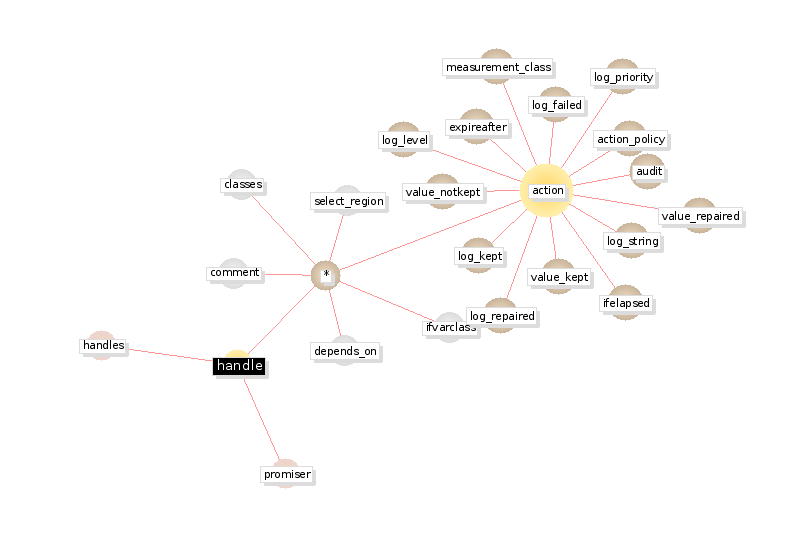 measurement_class
log_priority
log_failed
expireafter
log_level
action_policy
audit
classes
select_region
value_notkept
action
value_repaired
log_string
log_kept
comment
*
value_kept
ifelapsed
log_repaired
ifvarclass
handles
depends_on
handle
promiser